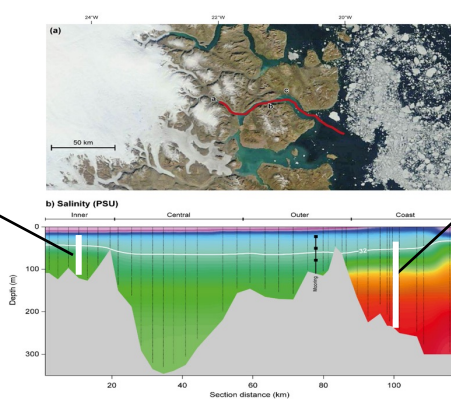 24°W 22°W 20°W
(a)
a
b
c
50 km
b) Salinity (PSU)
Inner Central Outer Coast
0
100
200
300
Depth (m)
Mooring
20 40 60 80 100
Section distance (km)